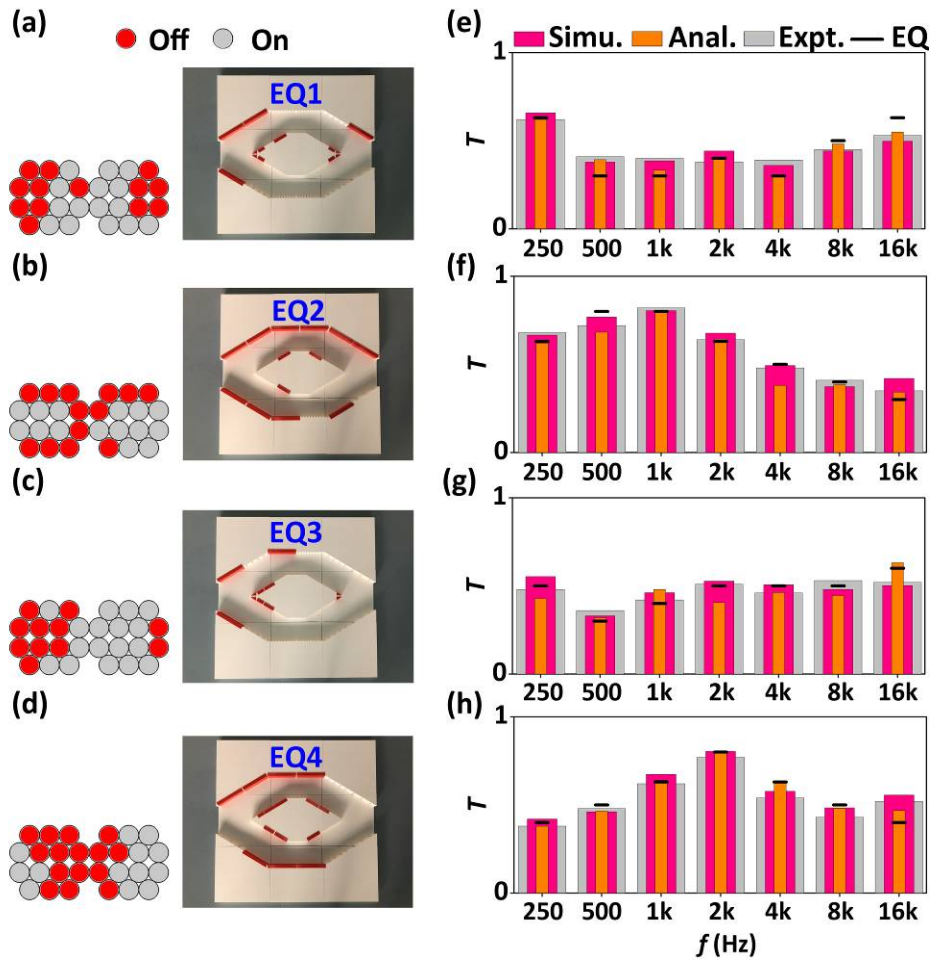 (a)
Off On
EQ1
(b)
EQ2
(c)
EQ3
(d)
EQ4
(e)
Simu. Anal. Expt. EQ
1
T
0
250 500 1k 2k 4k 8k 16k
(f)
1
T
0
250 500 1k 2k 4k 8k 16k
(g)
1
T
0
250 500 1k 2k 4k 8k 16k
(h)
1
T
0
250 500 1k 2k 4k 8k 16k
f (Hz)